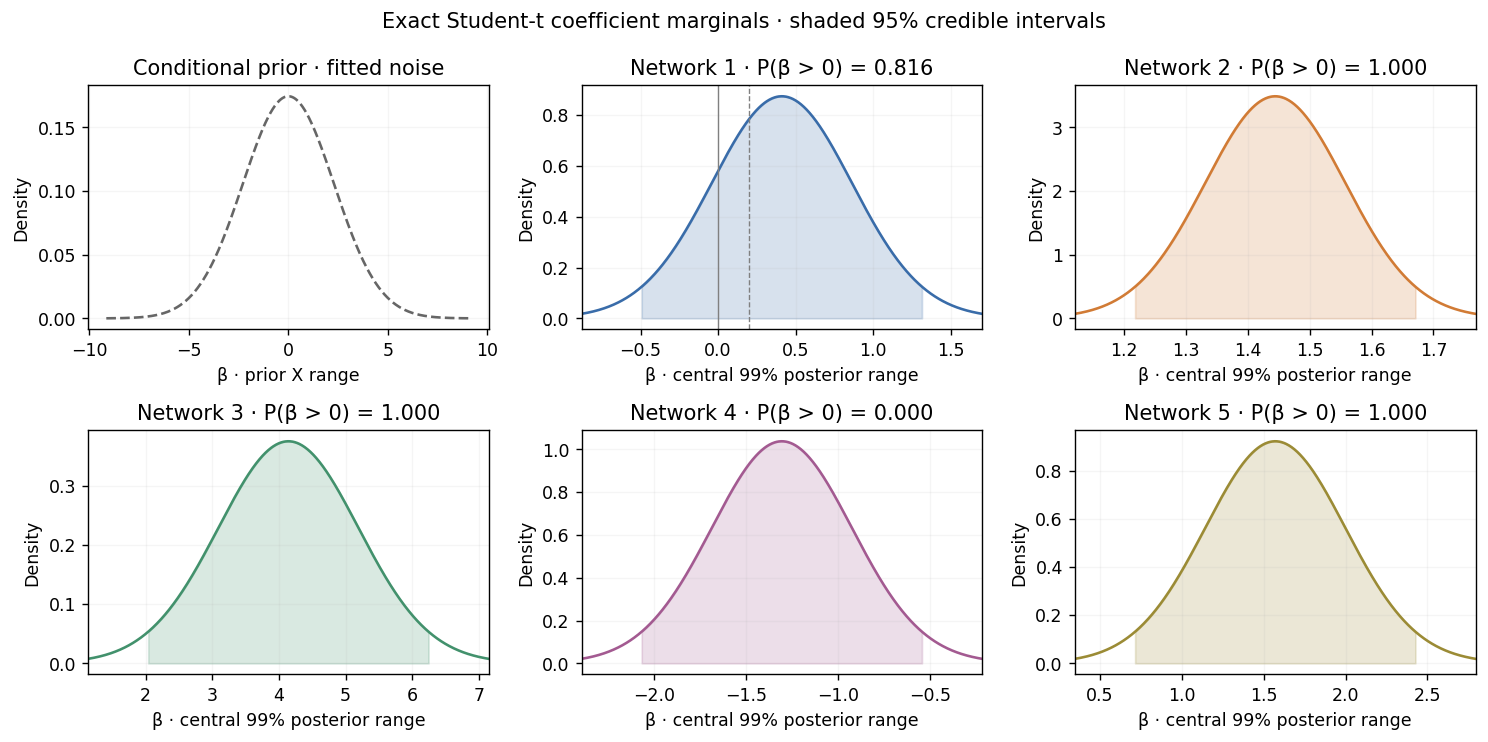 Exact Student-t coefficient marginals · shaded 95% credible intervals
Conditional prior · fitted noise
Density
0.15
0.10
0.05
0.00
−10 −5 0 5 10
β · prior X range
Network 1 · P(β > 0) = 0.816
Density
0.8
0.6
0.4
0.2
0.0
−0.5 0.0 0.5 1.0 1.5
β · central 99% posterior range
Network 2 · P(β > 0) = 1.000
Density
3
2
1
0
1.2 1.3 1.4 1.5 1.6 1.7
β · central 99% posterior range
Network 3 · P(β > 0) = 1.000
Density
0.3
0.2
0.1
0.0
2 3 4 5 6 7
β · central 99% posterior range
Network 4 · P(β > 0) = 0.000
Density
1.0
0.8
0.6
0.4
0.2
0.0
−2.0 −1.5 −1.0 −0.5
β · central 99% posterior range
Network 5 · P(β > 0) = 1.000
Density
0.8
0.6
0.4
0.2
0.0
0.5 1.0 1.5 2.0 2.5
β · central 99% posterior range